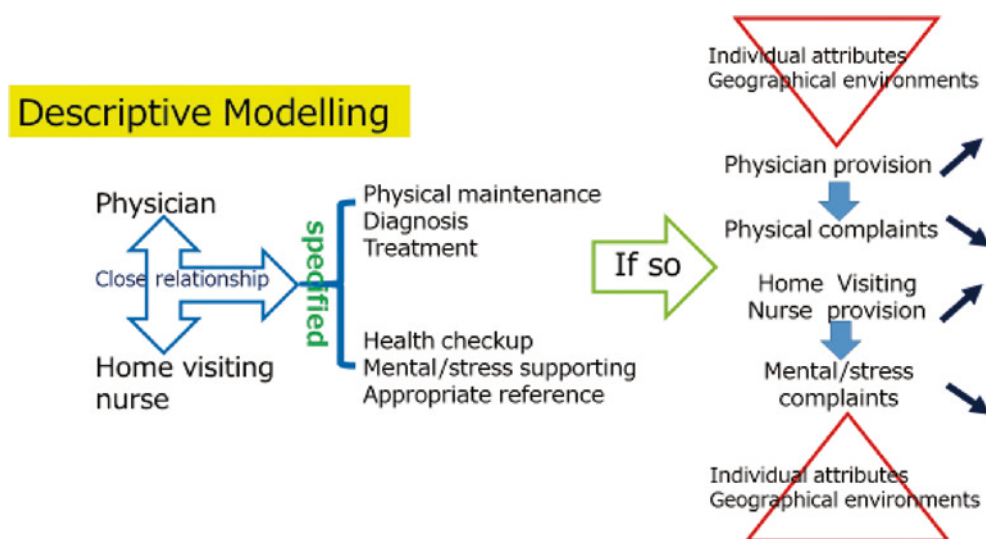 Descriptive Modelling
Physician
Close relationship
Home visiting
nurse
specified
Physical maintenance
Diagnosis
Treatment
Health checkup
Mental/stress supporting
Appropriate reference
If so
Individual attributes
Geographical environments
Physician provision
Physical complaints
Home Visiting
Nurse provision
Mental/stress
complaints
Individual attributes
Geographical environments